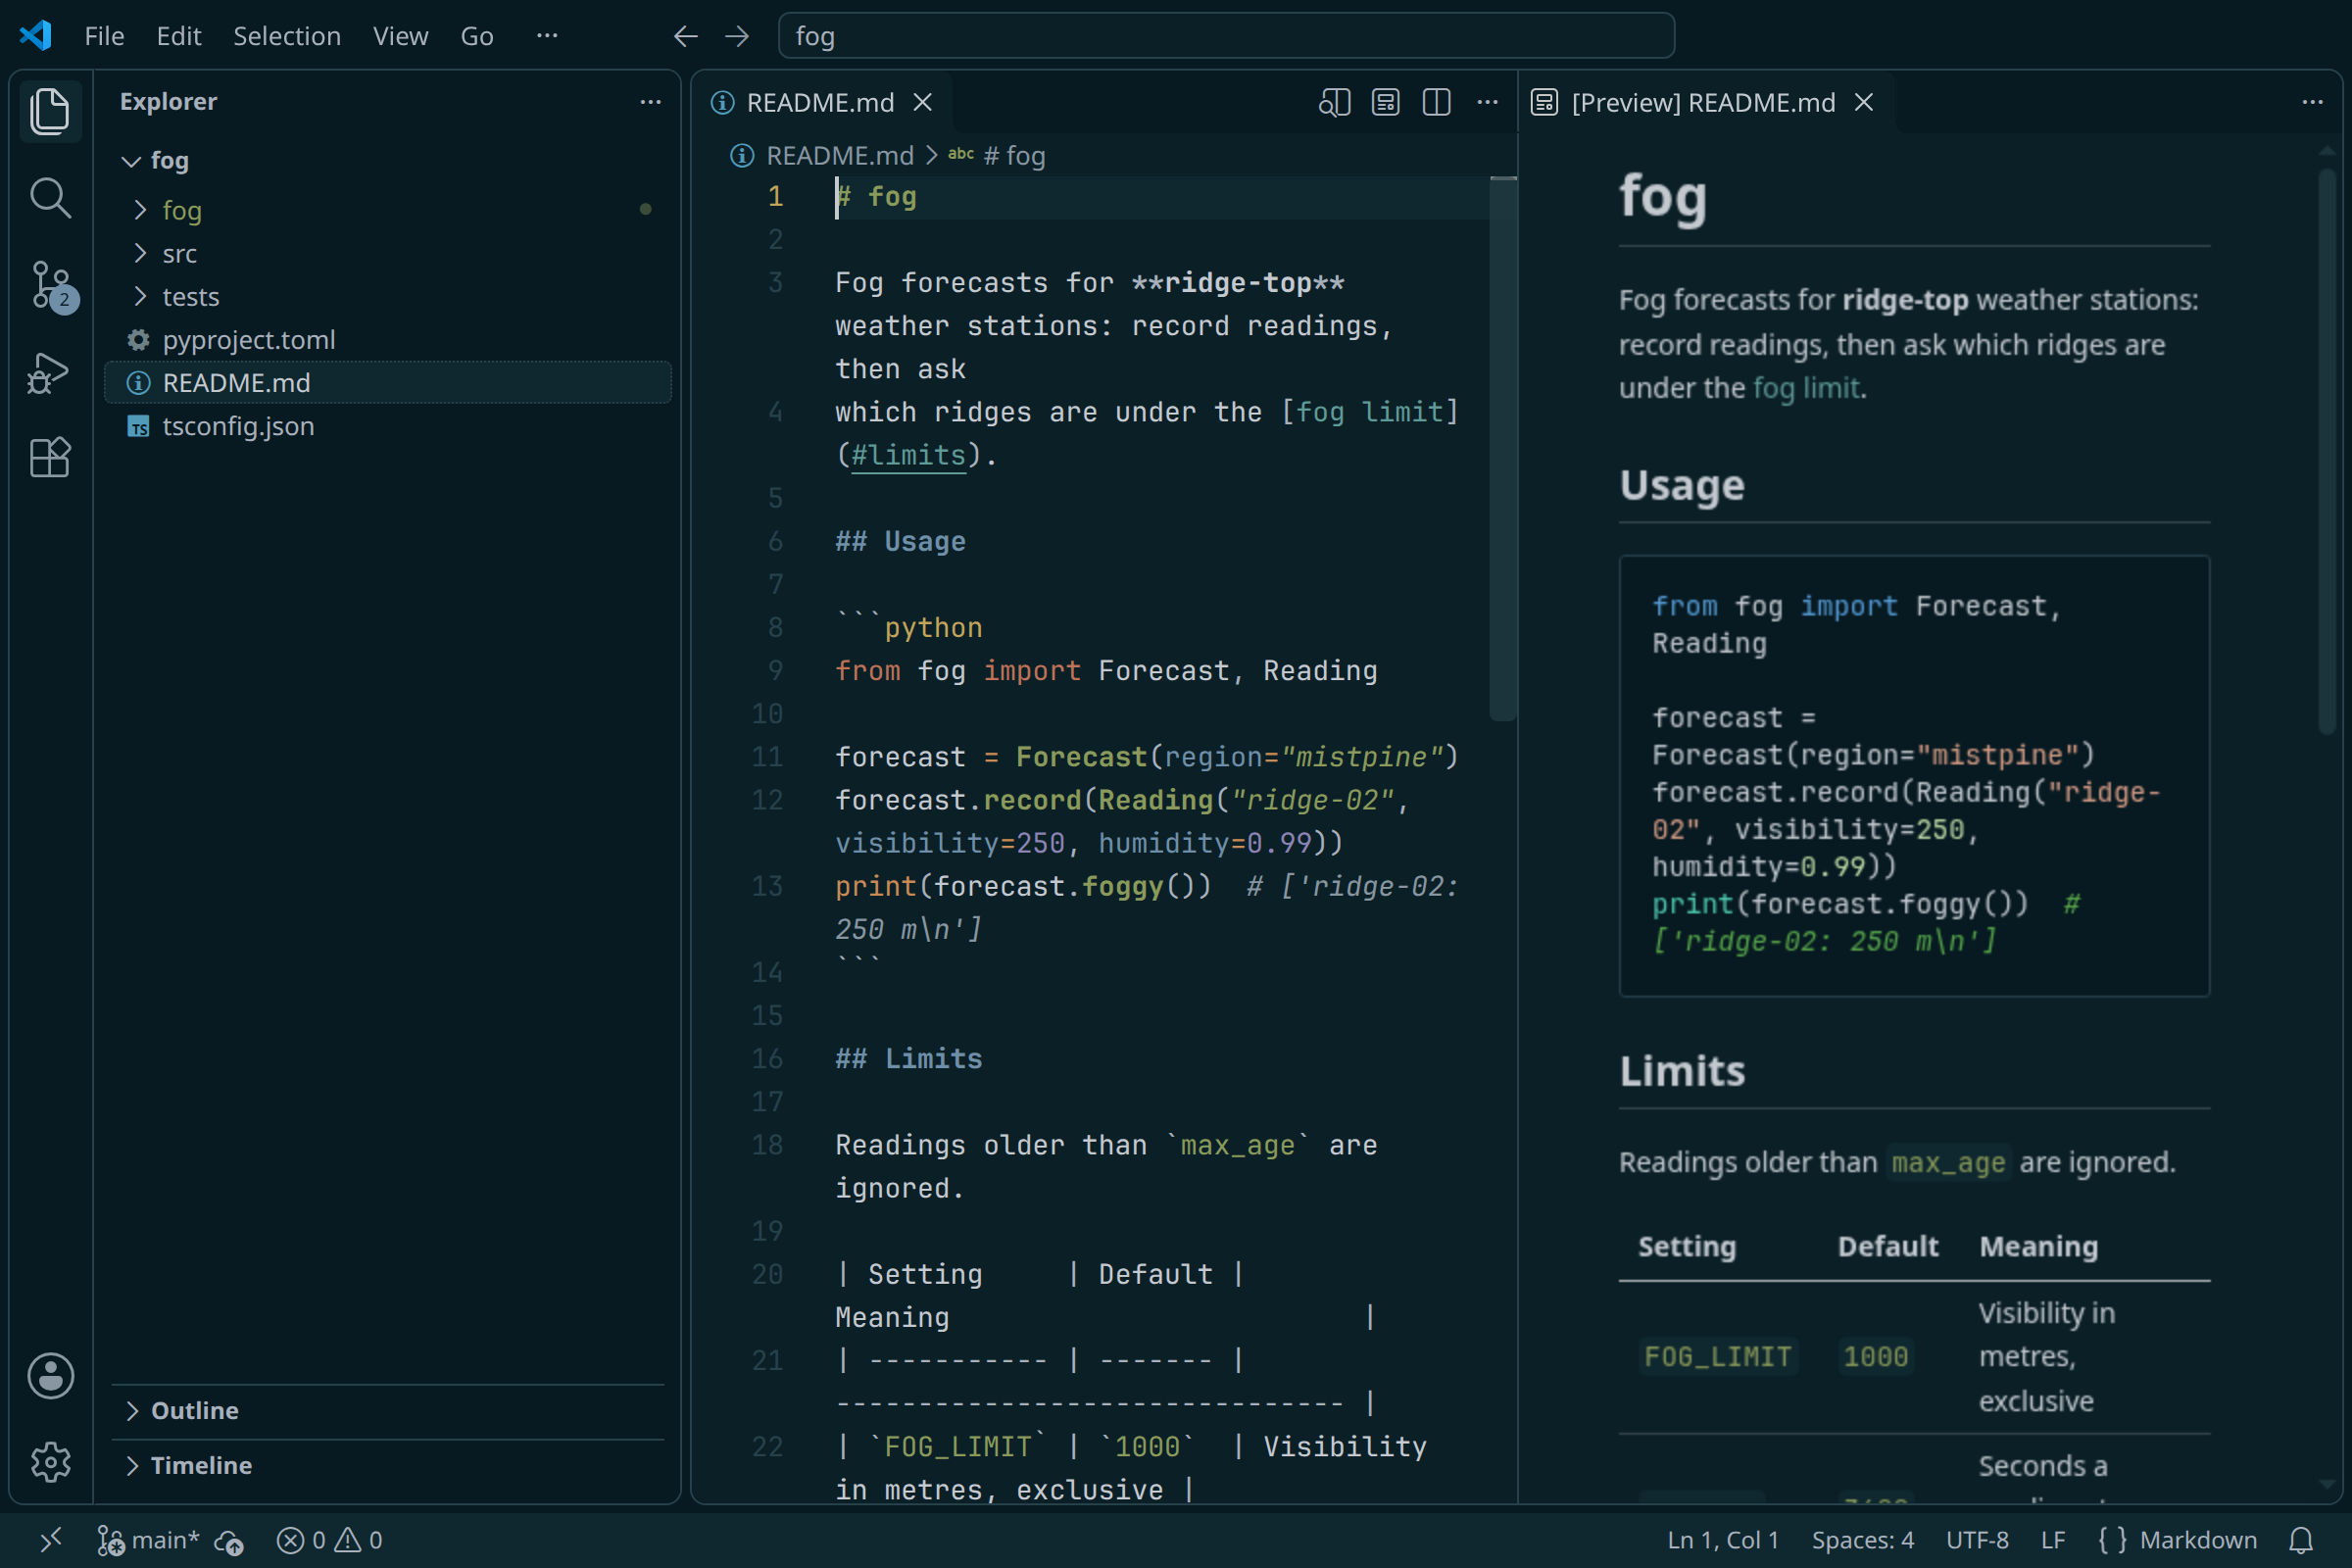 File Edit Selection View Go
fog
Explorer
fog
fog
src
tests
pyproject.toml
README.md
tsconfig.json
2
Outline
Timeline
README.md
README.md > abc # fog
1 # fog
2
3 Fog forecasts for **ridge-top**
weather stations: record readings,
then ask
4 which ridges are under the [fog limit]
(#limits).
5
6 ## Usage
7
8 ```python
9 from fog import Forecast, Reading
10
11 forecast = Forecast(region="mistpine")
12 forecast.record(Reading("ridge-02",
visibility=250, humidity=0.99))
13 print(forecast.foggy())  # ['ridge-02:
250 m\n']
14 ```
15
16 ## Limits
17
18 Readings older than `max_age` are
ignored.
19
20 | Setting     | Default |
Meaning                         |
21 | ----------- | ------- |
------------------------------- |
22 | `FOG_LIMIT` | `1000`  | Visibility
in metres, exclusive |
[Preview] README.md
fog
Fog forecasts for ridge-top weather stations:
record readings, then ask which ridges are
under the fog limit.
Usage
from fog import Forecast,
Reading
forecast =
Forecast(region="mistpine")
forecast.record(Reading("ridge-
02", visibility=250,
humidity=0.99))
print(forecast.foggy())  #
['ridge-02: 250 m\n']
Limits
Readings older than max_age are ignored.
Setting Default Meaning
FOG_LIMIT 1000 Visibility in
metres,
exclusive
Seconds a
main* 0 0
Ln 1, Col 1 Spaces: 4 UTF-8 LF { } Markdown